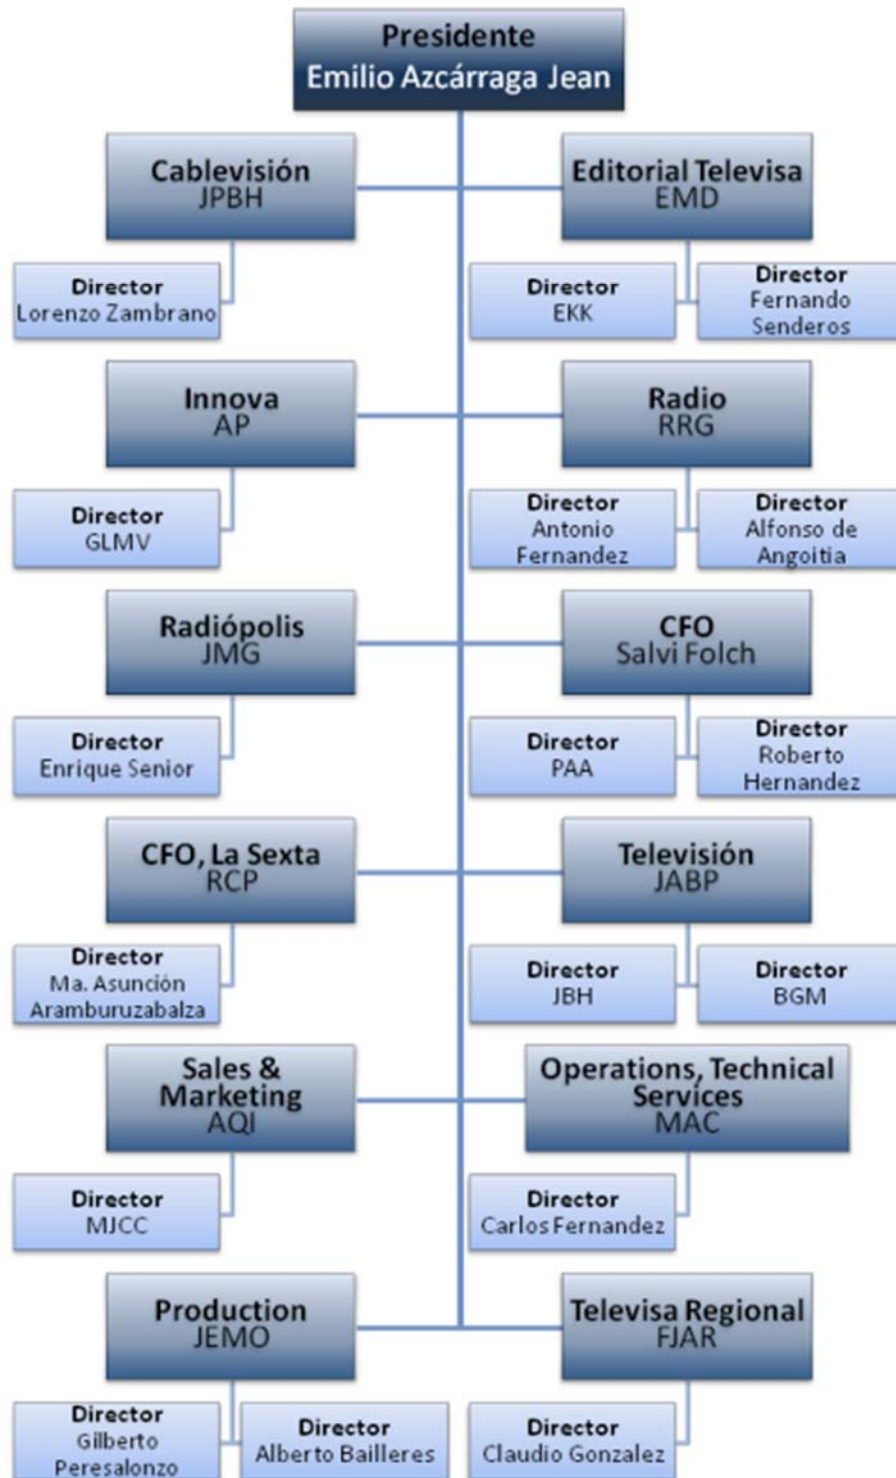 Presidente
Emilio Azcárraga Jean
Cablevisión
JPBH
Editorial Televisa
EMD
Director
Lorenzo Zambrano
Director
EKK
Director
Fernando
Senderos
Innova
AP
Radio
RRG
Director
GLMV
Director
Antonio
Fernandez
Director
Alfonso de
Angoitia
Radiópolis
JMG
CFO
Salvi Folch
Director
Enrique Senior
Director
PAA
Director
Roberto
Hernandez
CFO, La Sexta
RCP
Televisión
JABP
Director
Ma. Asunción
Aramburuzabalza
Director
JBH
Director
BGM
Sales &
Marketing
AQI
Operations, Technical
Services
MAC
Director
MJCC
Director
Carlos Fernandez
Production
JEMO
Televisa Regional
FJAR
Director
Gilberto
Peresalonzo
Director
Alberto Bailleres
Director
Claudio Gonzalez